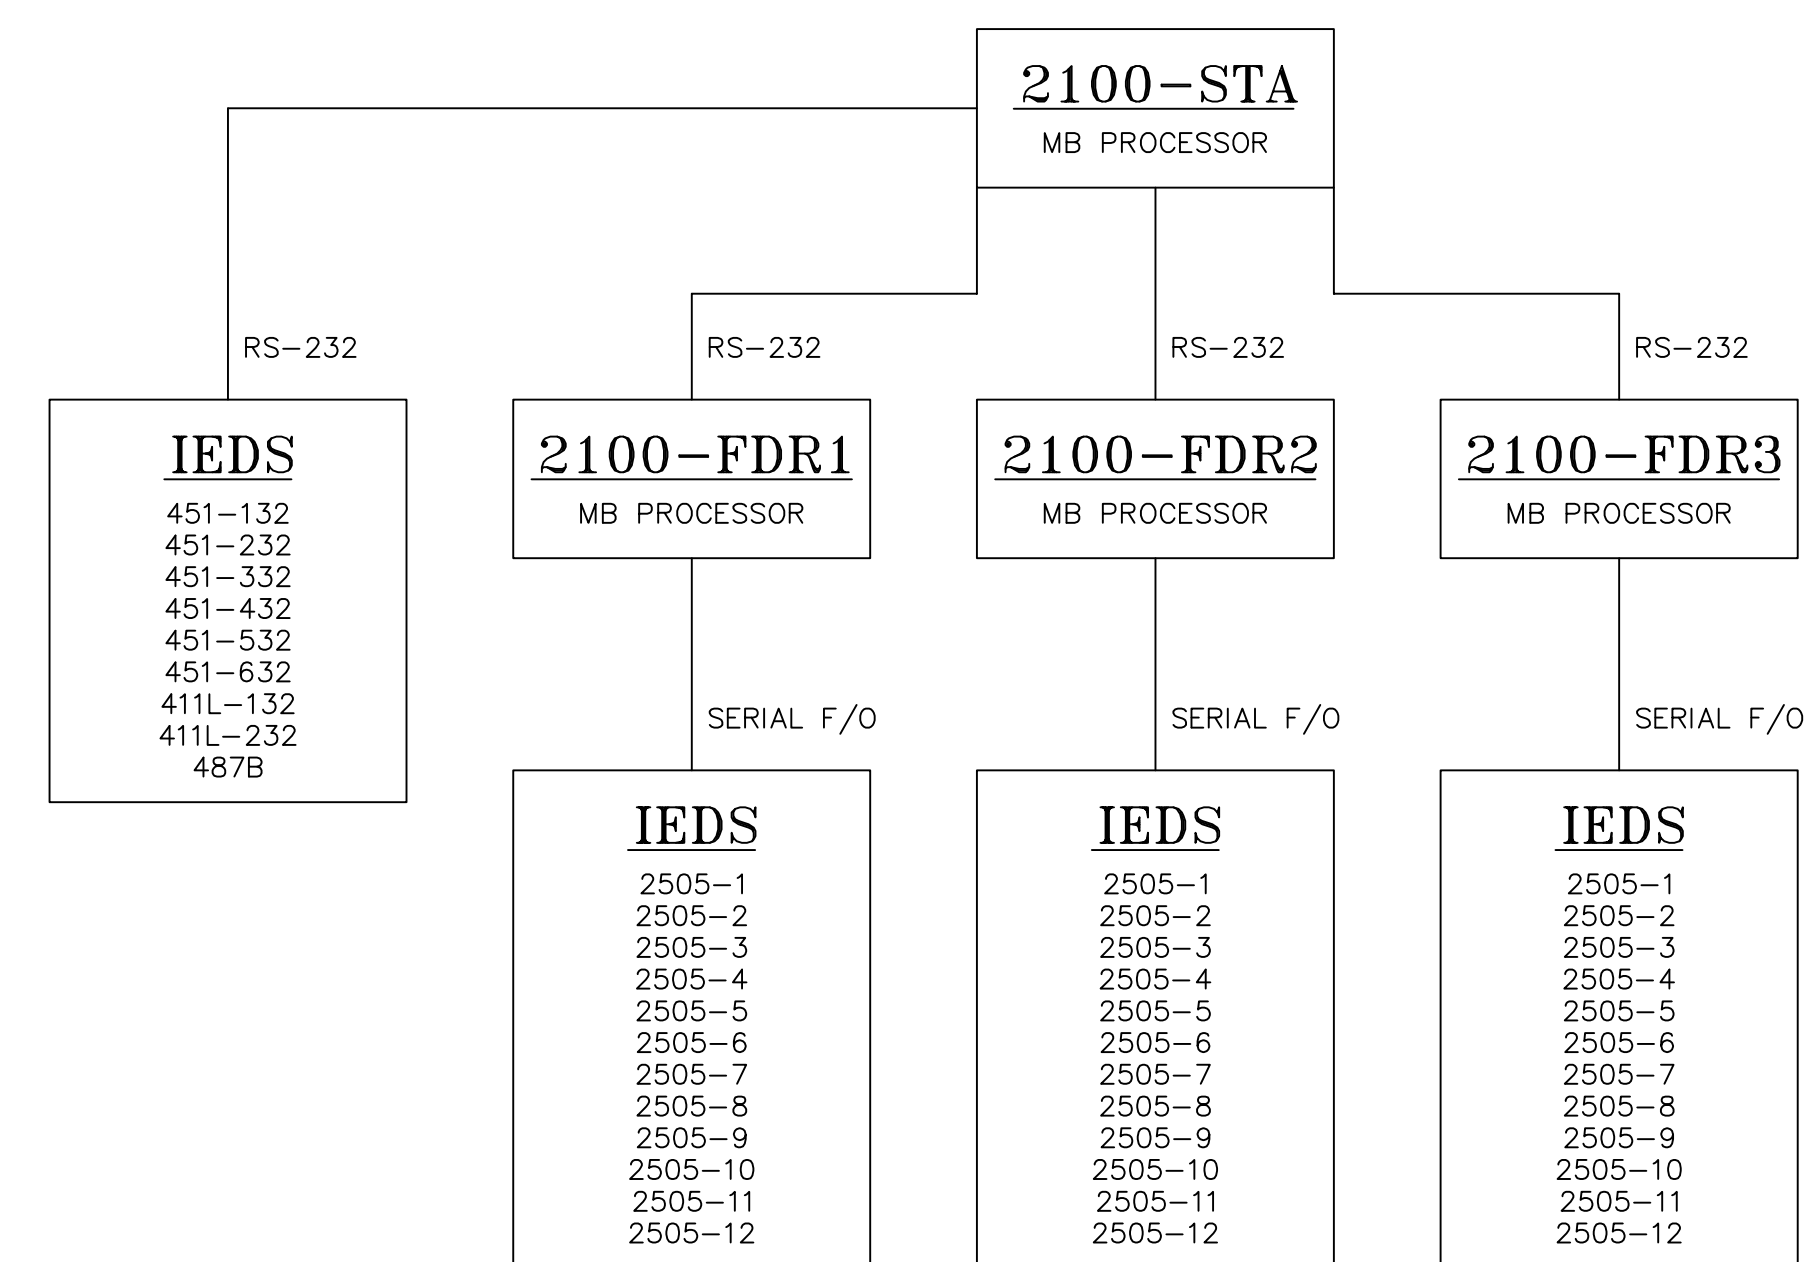 2100-STA
MB PROCESSOR
RS-232
RS-232
RS-232
RS-232
IEDS
451-132
451-232
451-332
451-432
451-532
451-632
411L-132
411L-232
487B
2100-FDR1
MB PROCESSOR
2100-FDR2
MB PROCESSOR
2100-FDR3
MB PROCESSOR
SERIAL F/O
SERIAL F/O
SERIAL F/O
IEDS
2505-1
2505-2
2505-3
2505-4
2505-5
2505-6
2505-7
2505-8
2505-9
2505-10
2505-11
2505-12
IEDS
2505-1
2505-2
2505-3
2505-4
2505-5
2505-6
2505-7
2505-8
2505-9
2505-10
2505-11
2505-12
IEDS
2505-1
2505-2
2505-3
2505-4
2505-5
2505-6
2505-7
2505-8
2505-9
2505-10
2505-11
2505-12